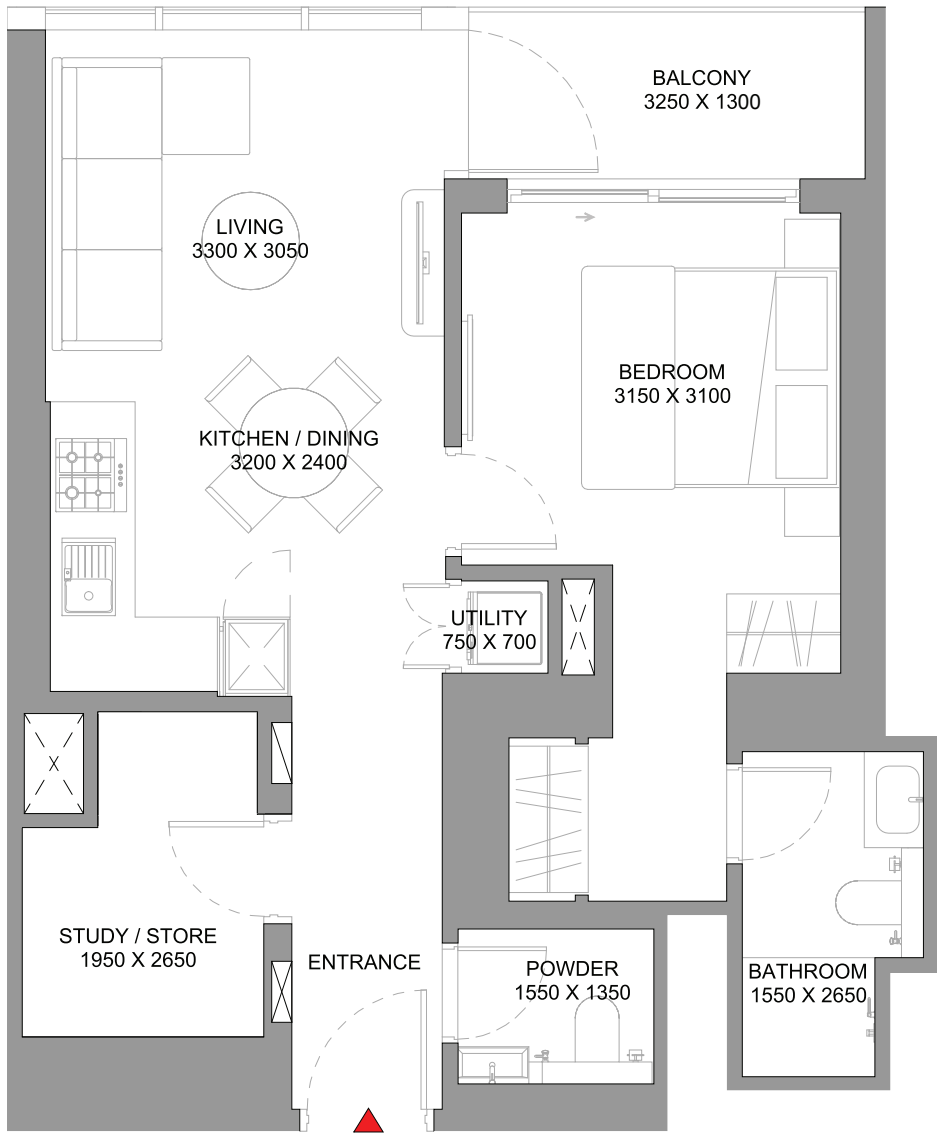 BALCONY
3250 X 1300
LIVING
3300 X 3050
BEDROOM
3150 X 3100
KITCHEN / DINING
3200 X 2400
UTILITY
750 X 700
STUDY / STORE
1950 X 2650
ENTRANCE
POWDER
1550 X 1350
BATHROOM
1550 X 2650